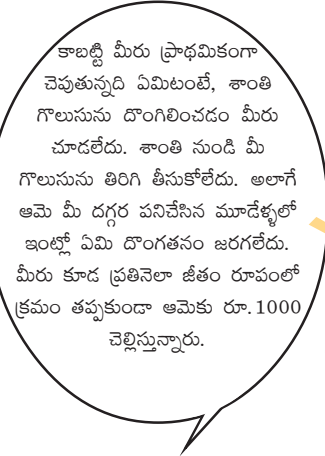 కాబట్టి మీరు ప్రాథమికంగా
చెపుతున్నది ఏమిటంటే, శాంతి
గొలుసును దొంగిలించడం మీరు
చూడలేదు. శాంతి నుండి మీ
గొలుసును తిరిగి తీసుకోలేదు. అలాగే
ఆమె మీ దగ్గర పనిచేసిన మూడేళ్ళలో
ఇంట్లో ఏమి దొంగతనం జరగలేదు.
మీరు కూడ ప్రతినెలా జీతం రూపంలో
క్రమం తప్పకుండా ఆమెకు రూ.1000
చెల్లిస్తున్నారు.